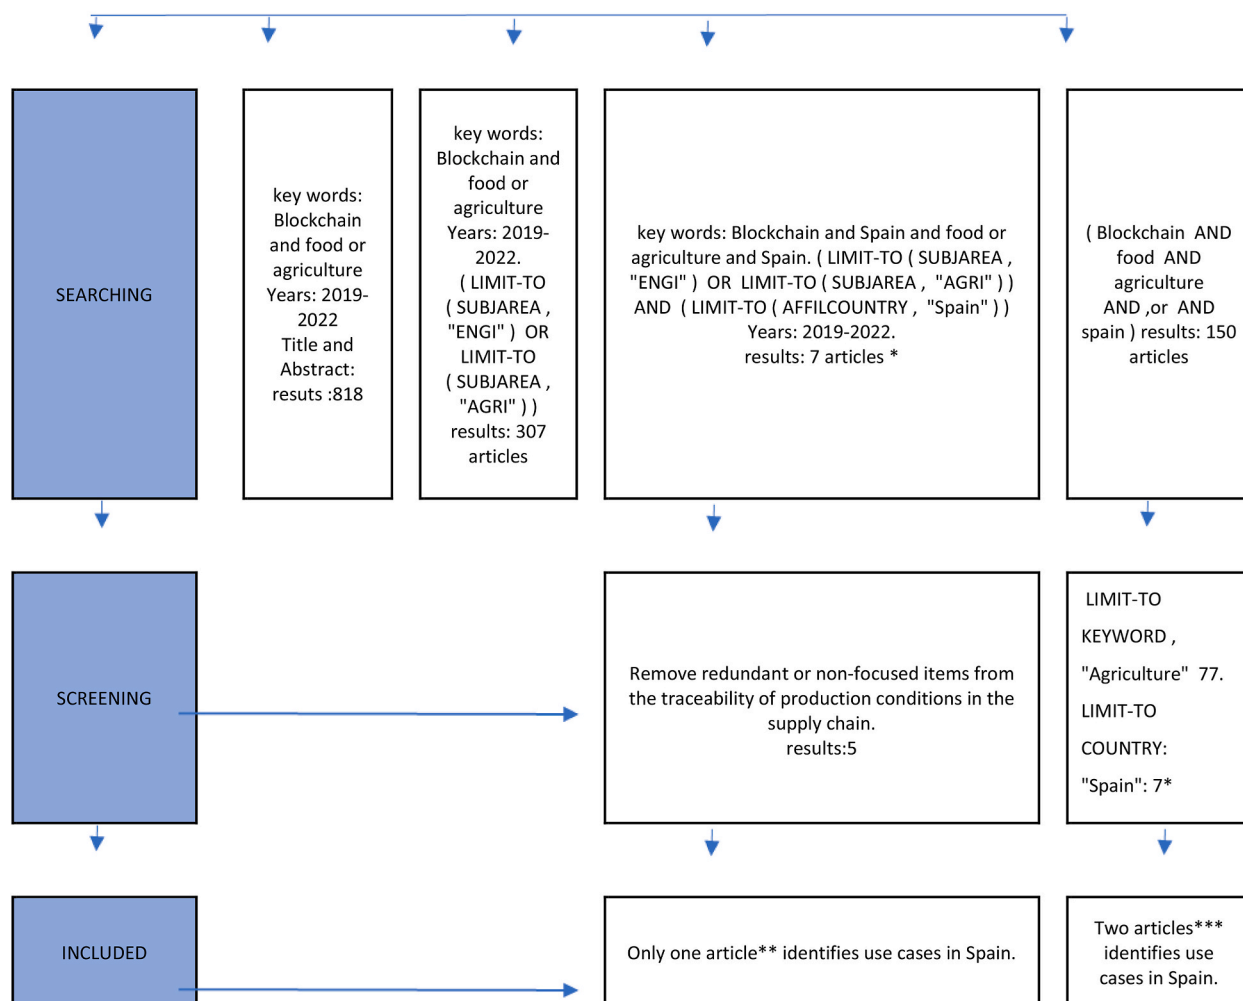 SEARCHING
key words:
Blockchain
and food or
agriculture
Years: 2019-
2022
Title and
Abstract:
resuts :818
key words:
Blockchain and
food or
agriculture
Years: 2019-
2022.
( LIMIT-TO
( SUBJAREA ,
"ENGI" ) OR
LIMIT-TO
( SUBJAREA ,
"AGRI" ) )
results: 307
articles
key words: Blockchain and Spain and food or
agriculture and Spain. ( LIMIT-TO ( SUBJAREA ,
"ENGI" ) OR LIMIT-TO ( SUBJAREA , "AGRI" ) )
AND ( LIMIT-TO ( AFFILCOUNTRY , "Spain" ) )
Years: 2019-2022.
results: 7 articles *
( Blockchain AND
food AND
agriculture
AND ,or AND
spain ) results: 150
articles
SCREENING
Remove redundant or non-focused items from
the traceability of production conditions in the
supply chain.
results:5
LIMIT-TO
KEYWORD ,
"Agriculture" 77.
LIMIT-TO
COUNTRY:
"Spain": 7*
INCLUDED
Only one article** identifies use cases in Spain.
Two articles***
identifies use
cases in Spain.